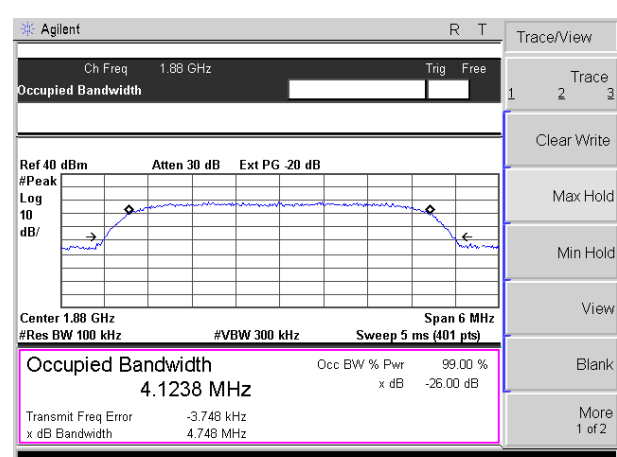 Agilent R T
Trace/View
Ch Freq 1.88 GHz Trig Free
Occupied Bandwidth
Trace
1 2 3
Clear Write
Max Hold
Min Hold
View
Blank
More
1 of 2
Ref 40 dBm Atten 30 dB Ext PG -20 dB
#Peak
Log
10
dB/
Center 1.88 GHz Span 6 MHz
#Res BW 100 kHz #VBW 300 kHz Sweep 5 ms (401 pts)
Occupied Bandwidth Occ BW % Pwr 99.00 %
4.1238 MHz x dB -26.00 dB
Transmit Freq Error -3.748 kHz
x dB Bandwidth 4.748 MHz